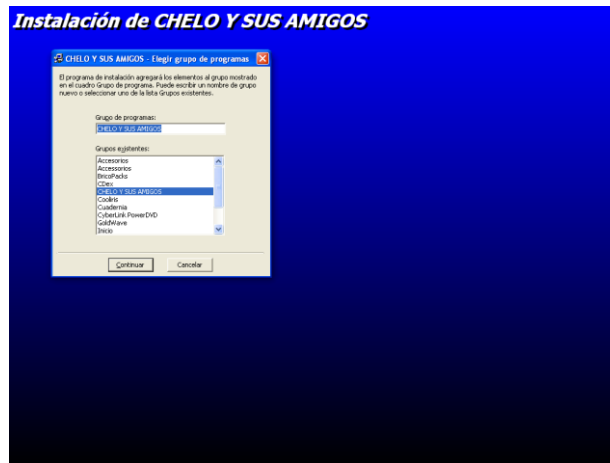 Instalación de CHELO Y SUS AMIGOS
CHELO Y SUS AMIGOS - Elegir grupo de programas
El programa de instalación agregará los elementos al grupo mostrado
en el cuadro Grupo de programa. Puede escribir un nombre de grupo
nuevo o seleccionar uno de la lista Grupos existentes.
Grupo de programas:
CHELO Y SUS AMIGOS
Grupos existentes:
Accesorios
Accessorios
BricoPacks
CDex
CHELO Y SUS AMIGOS
Cooliris
Cuadernia
CyberLink PowerDVD
GoldWave
Inicio
Continuar
Cancelar